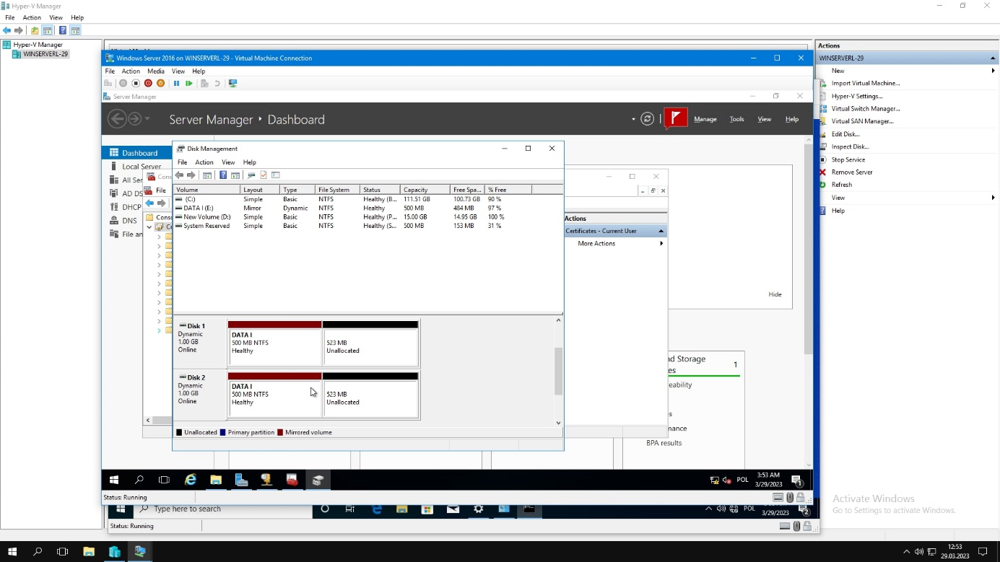 Hyper-V Manager
File Action View Help
Hyper-V Manager
WINSERVERL-29
Windows Server 2016 on WINSERVERL-29 - Virtual Machine Connection
File Action Media View Help
Server Manager
Server Manager • Dashboard
Manage Tools View Help
Dashboard
Local Server
All Ser
AD DS
DHCP
DNS
File an
Cons
File
Conso
Ce
Disk Management
File Action View Help
Volume Layout Type File System Status Capacity Free Spa... % Free
(C:) Simple Basic NTFS Healthy (B... 111.51 GB 100.73 GB 90 %
DATA I (E:) Mirror Dynamic NTFS Healthy 500 MB 484 MB 97 %
New Volume (D:) Simple Basic NTFS Healthy (P... 15.00 GB 14.95 GB 100 %
System Reserved Simple Basic NTFS Healthy (S... 500 MB 153 MB 31 %
Disk 1
Dynamic
1.00 GB
Online
DATA I
500 MB NTFS
Healthy
523 MB
Unallocated
Disk 2
Dynamic
1.00 GB
Online
DATA I
500 MB NTFS
Healthy
523 MB
Unallocated
Unallocated Primary partition Mirrored volume
Actions
Certificates - Current User
More Actions
Hide
nd Storage
es
1
eability
es
mance
BPA results
POL
3:53 AM
3/29/2023
1
Status: Running
Type here to search
POL
3/29/2023
2
Status: Running
Actions
WINSERVERL-29
New
Import Virtual Machine...
Hyper-V Settings...
Virtual Switch Manager...
Virtual SAN Manager...
Edit Disk...
Inspect Disk...
Stop Service
Remove Server
Refresh
View
Help
Activate Windows
Go to Settings to activate Windows.
12:53
29.03.2023